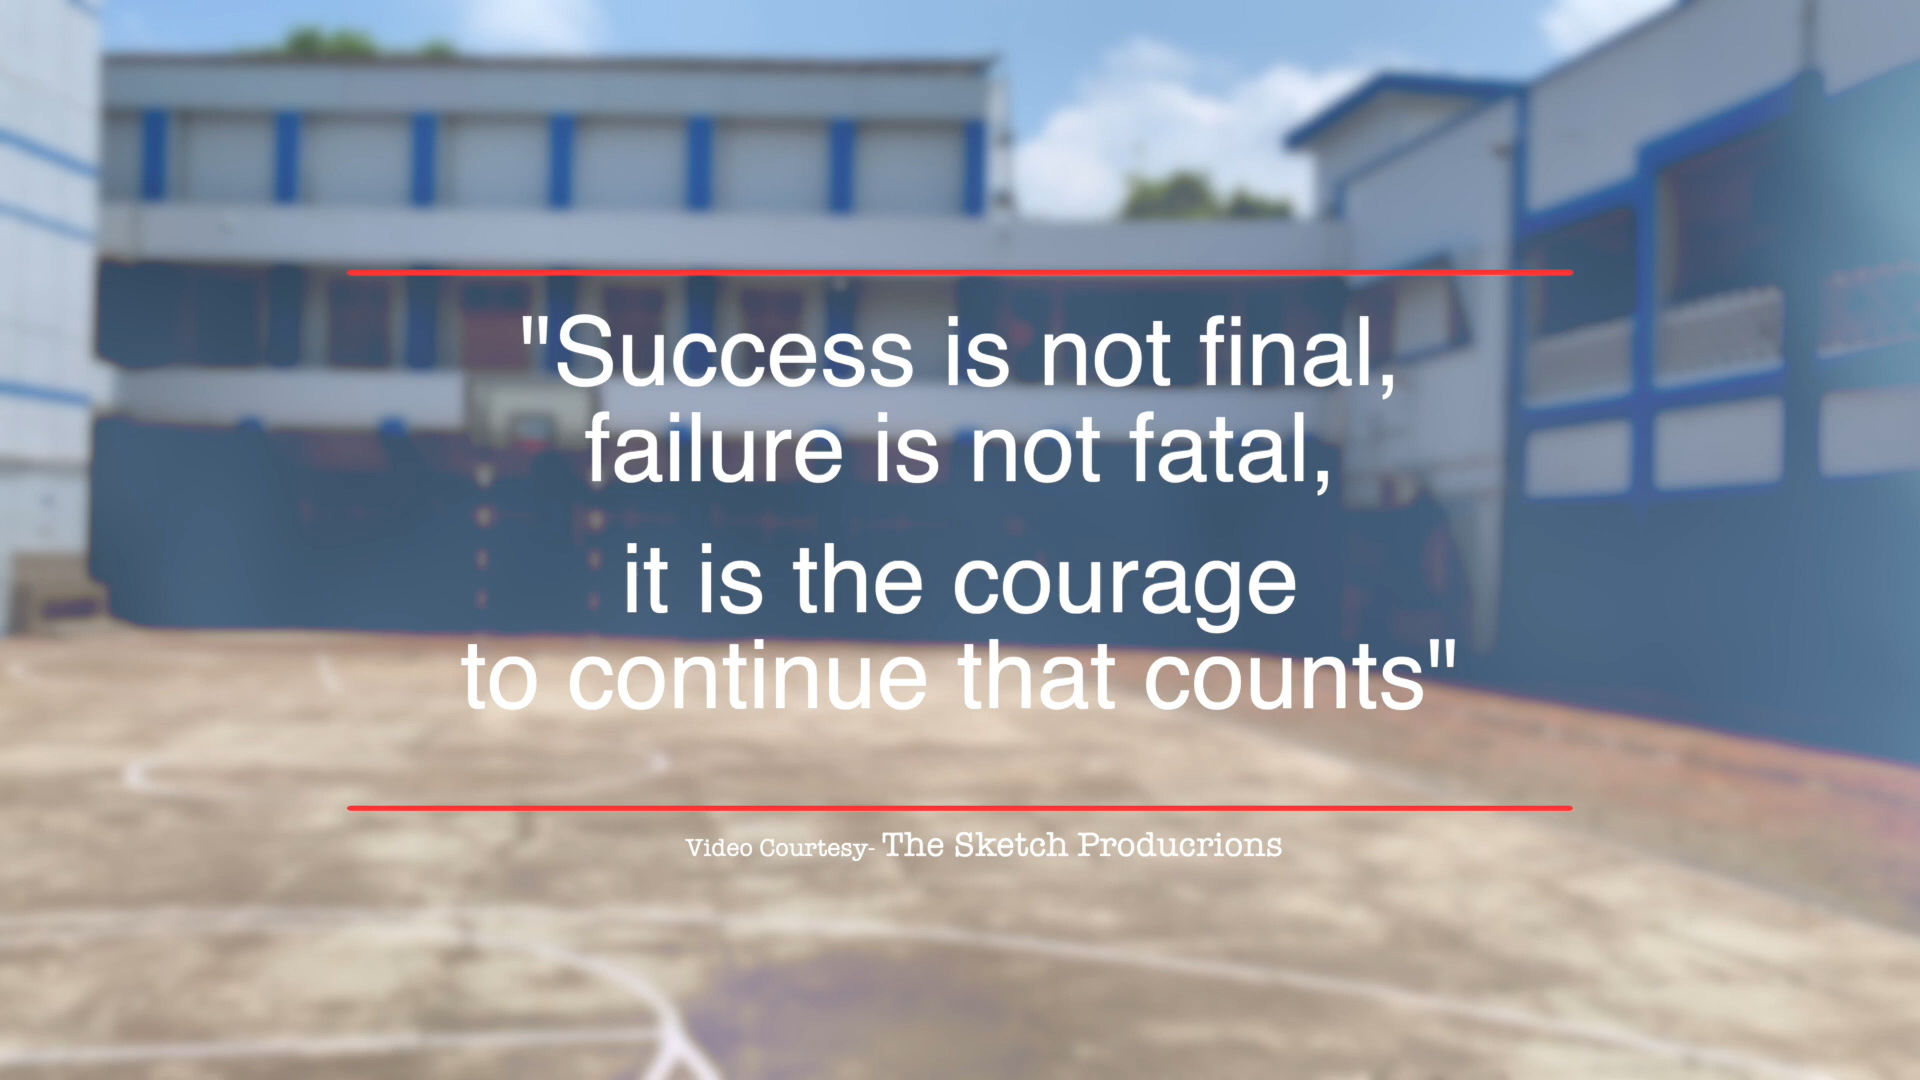 "Success is not final,
failure is not fatal,
it is the courage
to continue that counts"
Video Courtesy- The Sketch Producrions